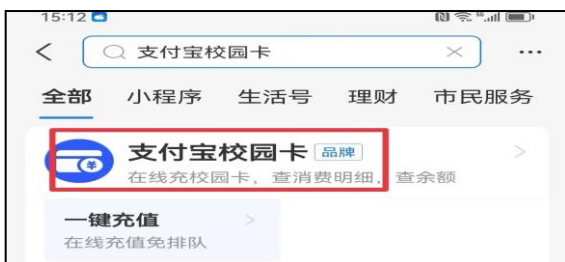 15:12
支付宝校园卡
全部 小程序 生活号 理财 市民服务
支付宝校园卡 品牌
在线充校园卡，查消费明细，查余额
一键充值
在线充值免排队